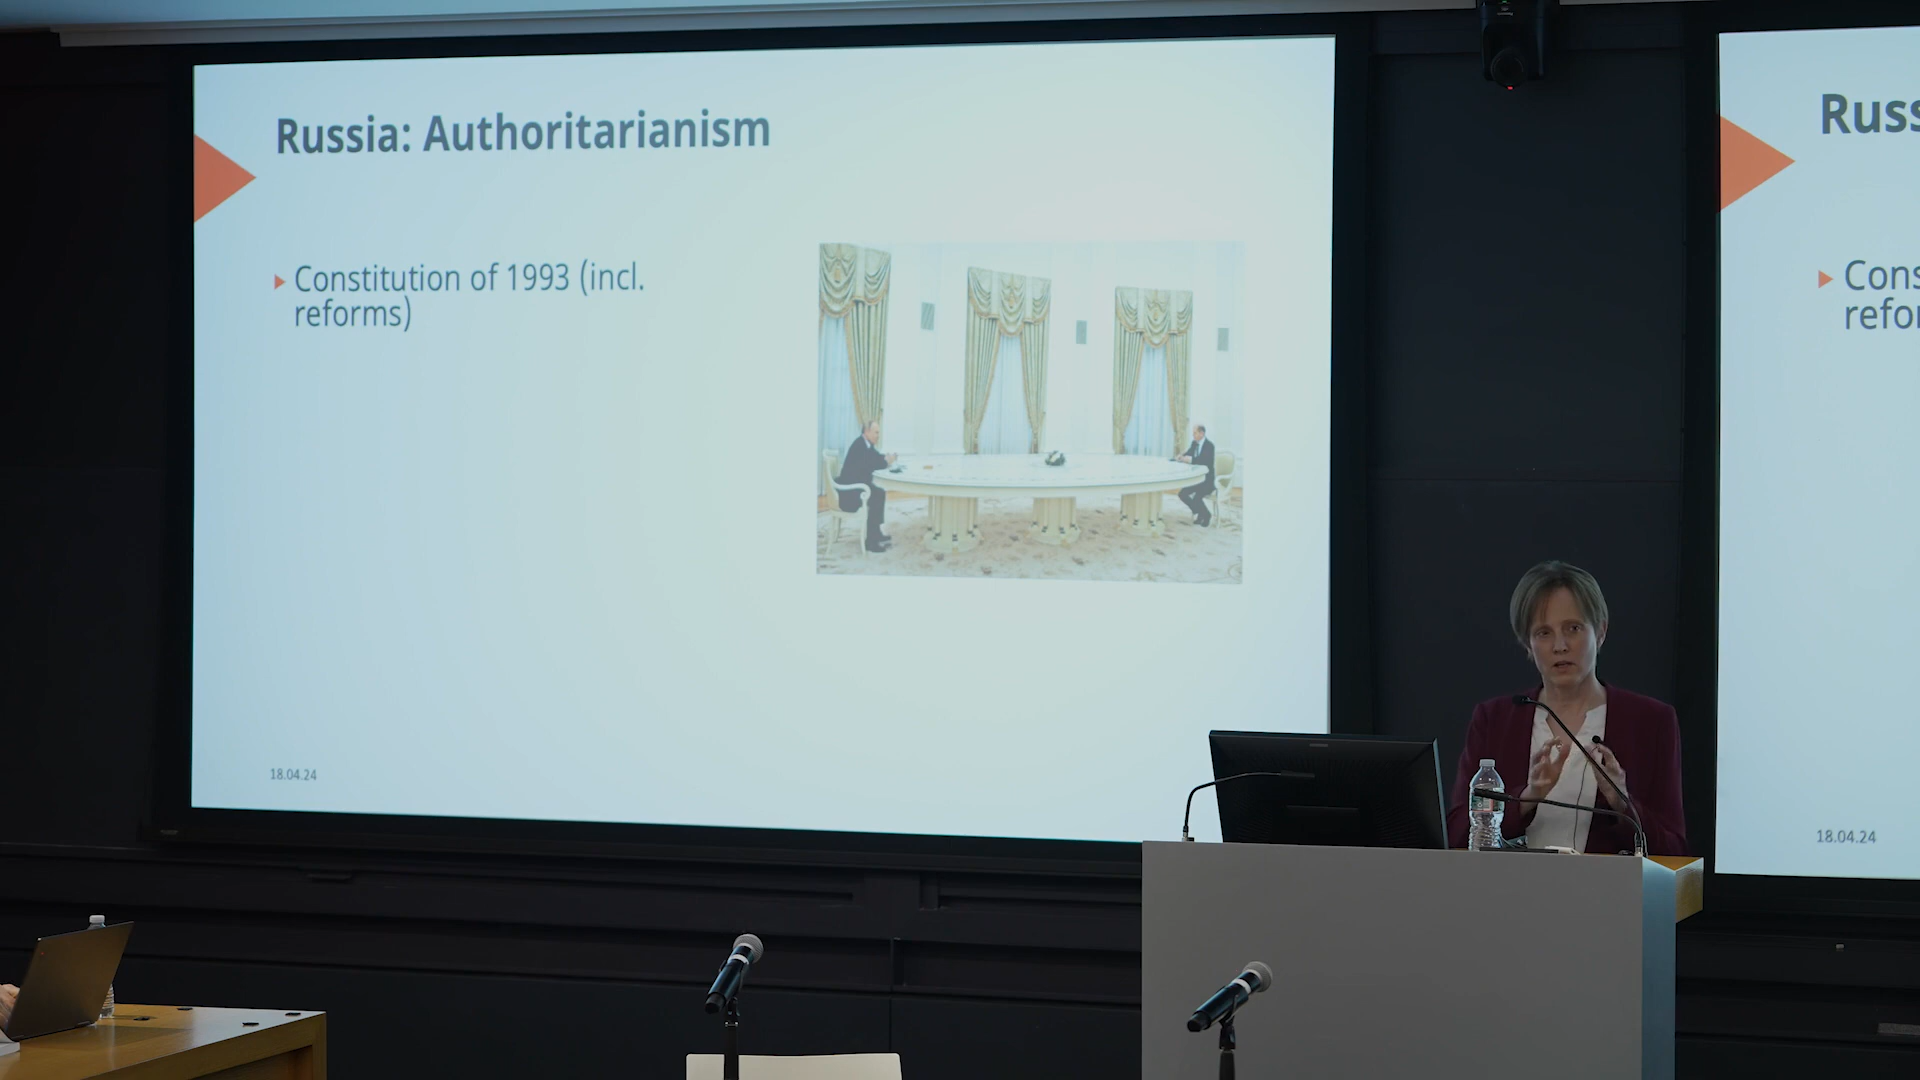 Russia: Authoritarianism
Constitution of 1993 (incl.
reforms)
18.04.24
Russ
Cons
refor
18.04.24